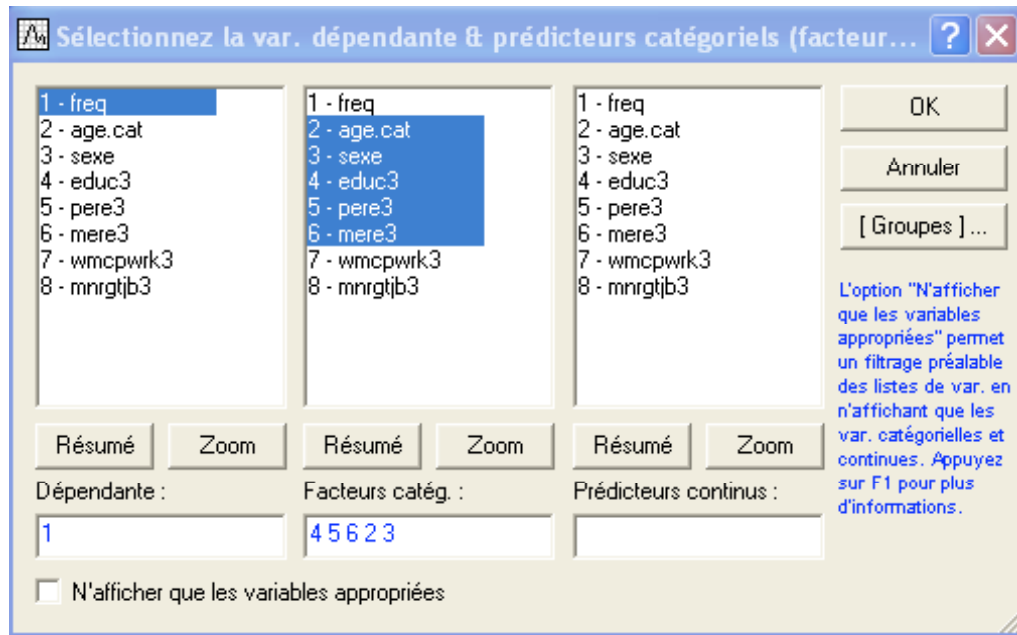 Sélectionnez la var. dépendante & prédicteurs catégoriels (facteur...
1 - freq
2 - age.cat
3 - sexe
4 - educ3
5 - pere3
6 - mere3
7 - wmcpwrk3
8 - mnrgtjb3
Résumé
Zoom
Dépendante :
1
1 - freq
2 - age.cat
3 - sexe
4 - educ3
5 - pere3
6 - mere3
7 - wmcpwrk3
8 - mnrgtjb3
Résumé
Zoom
Facteurs catég. :
4 5 6 2 3
1 - freq
2 - age.cat
3 - sexe
4 - educ3
5 - pere3
6 - mere3
7 - wmcpwrk3
8 - mnrgtjb3
Résumé
Zoom
Prédicteurs continus :
OK
Annuler
[ Groupes ] ...
L'option "N'afficher
que les variables
appropriées" permet
un filtrage préalable
des listes de var. en
n'affichant que les
var. catégorielles et
continues. Appuyez
sur F1 pour plus
d'informations.
N'afficher que les variables appropriées